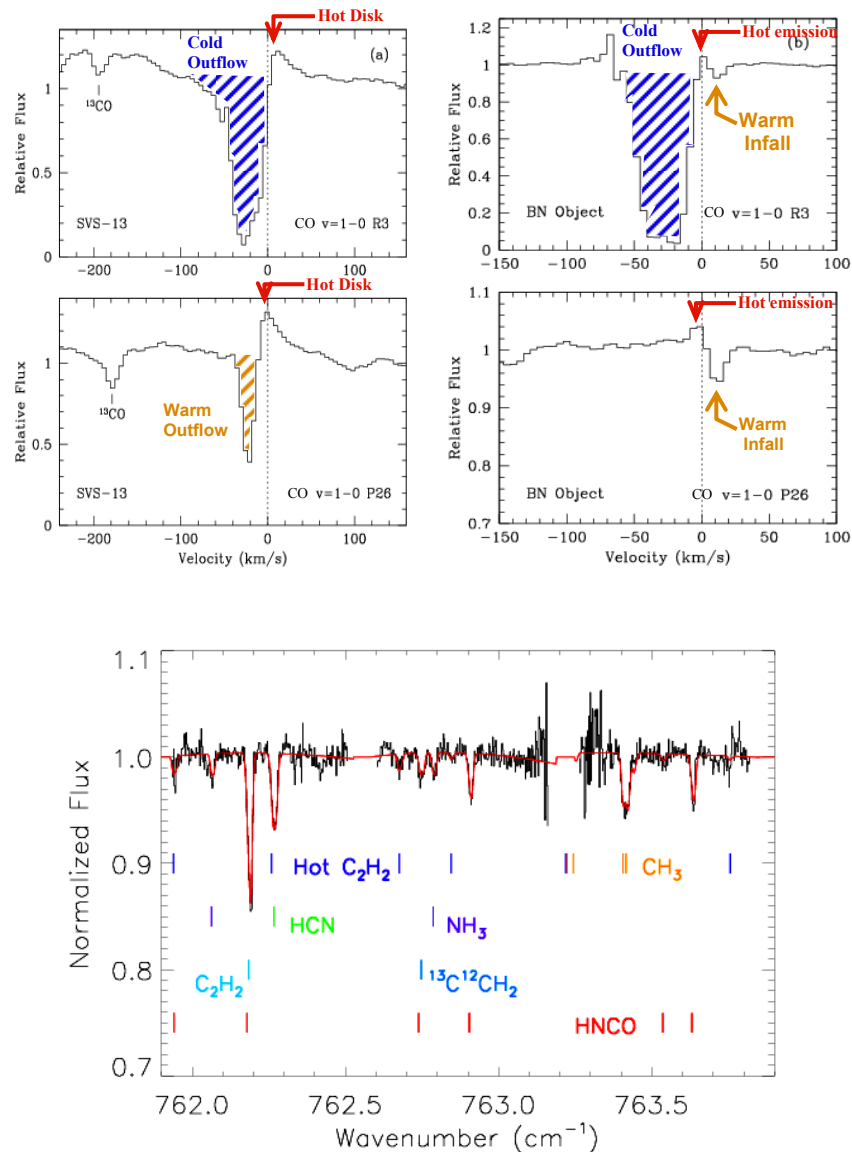 Hot Disk
Cold
Outflow
(a)
¹³CO
Relative Flux
1
0.5
0
SVS-13
CO v=1-0 R3
-200
-100
0
100
Hot Disk
¹³CO
Warm
Outflow
Relative Flux
1
0.5
0
SVS-13
CO v=1-0 P26
-200
-100
0
100
Velocity (km/s)
Hot emission
Cold
Outflow
(b)
Warm
Infall
Relative Flux
1.2
1
0.8
0.6
0.4
0.2
0
BN Object
CO v=1-0 R3
-150
-100
-50
0
50
100
Hot emission
Warm
Infall
Relative Flux
1.1
1
0.9
0.8
0.7
BN Object
CO v=1-0 P26
-150
-100
-50
0
50
100
Velocity (km/s)
Normalized Flux
1.1
1.0
0.9
0.8
0.7
Hot C₂H₂
CH₃
HCN
NH₃
C₂H₂
¹³C¹²CH₂
HNCO
762.0
762.5
763.0
763.5
Wavenumber (cm⁻¹)